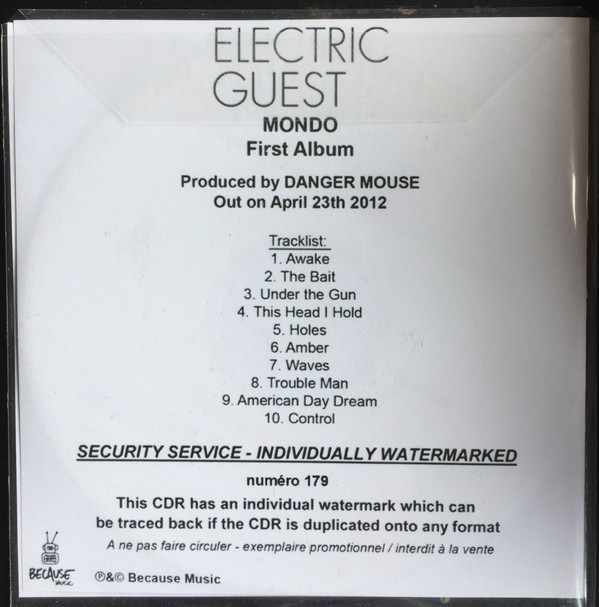 ELECTRIC
GUEST
MONDO
First Album
Produced by DANGER MOUSE
Out on April 23th 2012
Tracklist:
1. Awake
2. The Bait
3. Under the Gun
4. This Head I Hold
5. Holes
6. Amber
7. Waves
8. Trouble Man
9. American Day Dream
10. Control
SECURITY SERVICE - INDIVIDUALLY WATERMARKED
numéro 179
This CDR has an individual watermark which can
be traced back if the CDR is duplicated onto any format
A ne pas faire circuler - exemplaire promotionnel / interdit à la vente
BECAUSE
MUSIC
℗&© Because Music